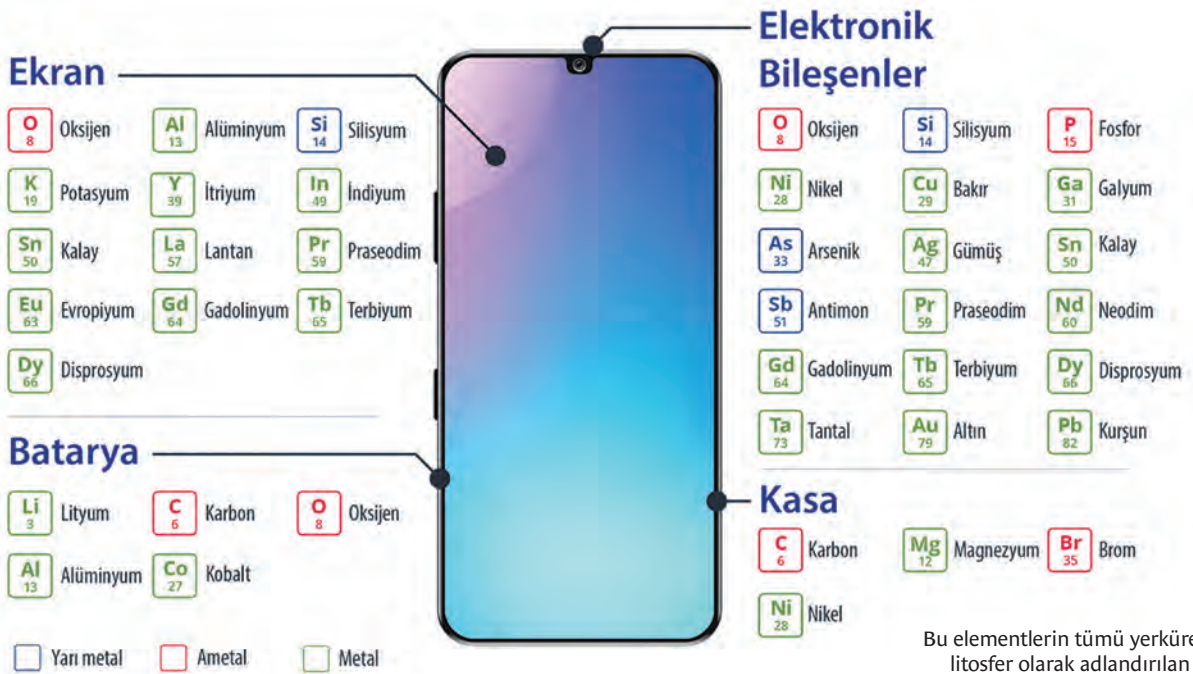 Ekran
O 8 Oksijen Al 13 Alüminyum Si 14 Silisyum
K 19 Potasyum Y 39 İtriyum In 49 İndiyum
Sn 50 Kalay La 57 Lantan Pr 59 Praseodim
Eu 63 Evropiyum Gd 64 Gadolinyum Tb 65 Terbiyum
Dy 66 Disprosyum
Batarya
Li 3 Lityum C 6 Karbon O 8 Oksijen
Al 13 Alüminyum Co 27 Kobalt
Yarı metal Ametal Metal
Elektronik
Bileşenler
O 8 Oksijen Si 14 Silisyum P 15 Fosfor
Ni 28 Nikel Cu 29 Bakır Ga 31 Galyum
As 33 Arsenik Ag 47 Gümüş Sn 50 Kalay
Sb 51 Antimon Pr 59 Praseodim Nd 60 Neodim
Gd 64 Gadolinyum Tb 65 Terbiyum Dy 66 Disprosyum
Ta 73 Tantal Au 79 Altın Pb 82 Kurşun
Kasa
C 6 Karbon Mg 12 Magnezyum Br 35 Brom
Ni 28 Nikel
Bu elementlerin tümü yerküre
litosfer olarak adlandırılan